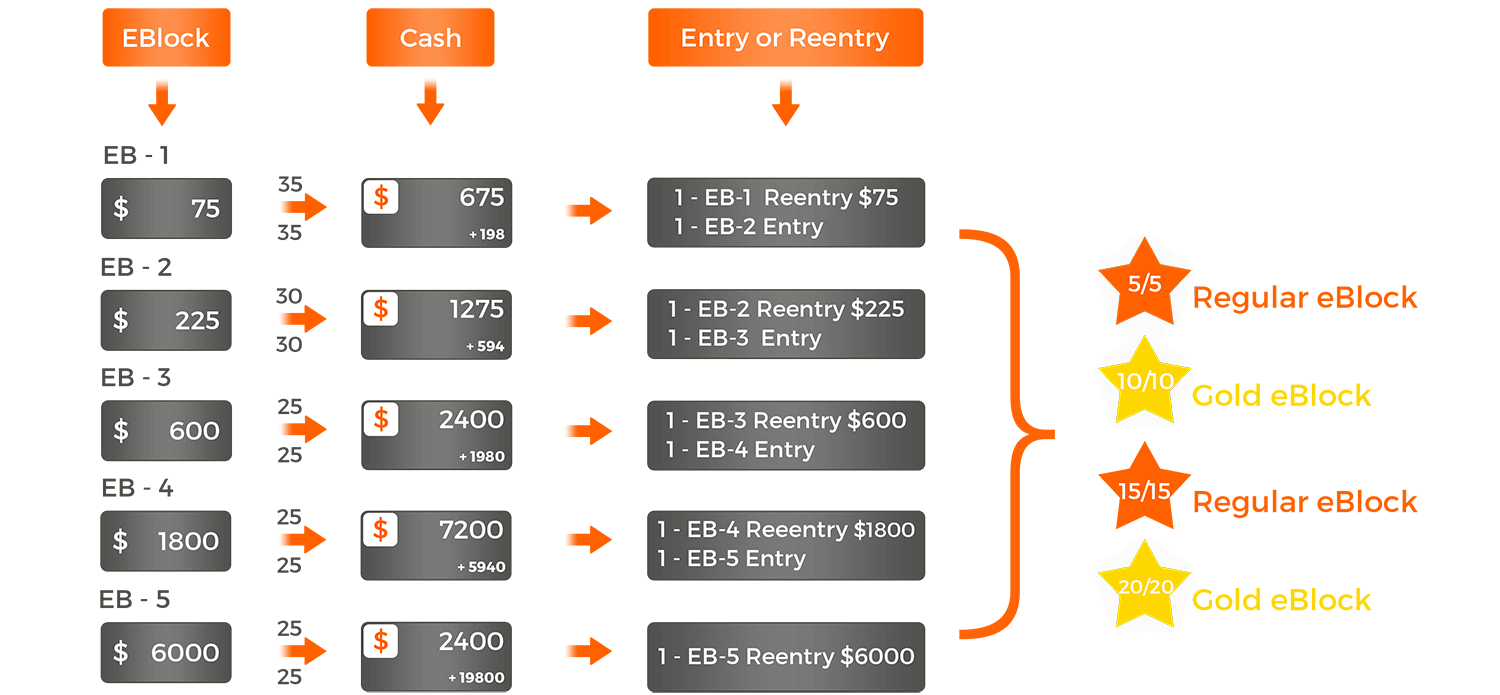 EBlock
Cash
Entry or Reentry
EB - 1
$ 75
35
35
$ 675
+ 198
1 - EB-1 Reentry $75
1 - EB-2 Entry
EB - 2
$ 225
30
30
$ 1275
+ 594
1 - EB-2 Reentry $225
1 - EB-3 Entry
EB - 3
$ 600
25
25
$ 2400
+ 1980
1 - EB-3 Reentry $600
1 - EB-4 Entry
EB - 4
$ 1800
25
25
$ 7200
+ 5940
1 - EB-4 Reeentry $1800
1 - EB-5 Entry
EB - 5
$ 6000
25
25
$ 2400
+ 19800
1 - EB-5 Reentry $6000
5/5 Regular eBlock
10/10 Gold eBlock
15/15 Regular eBlock
20/20 Gold eBlock